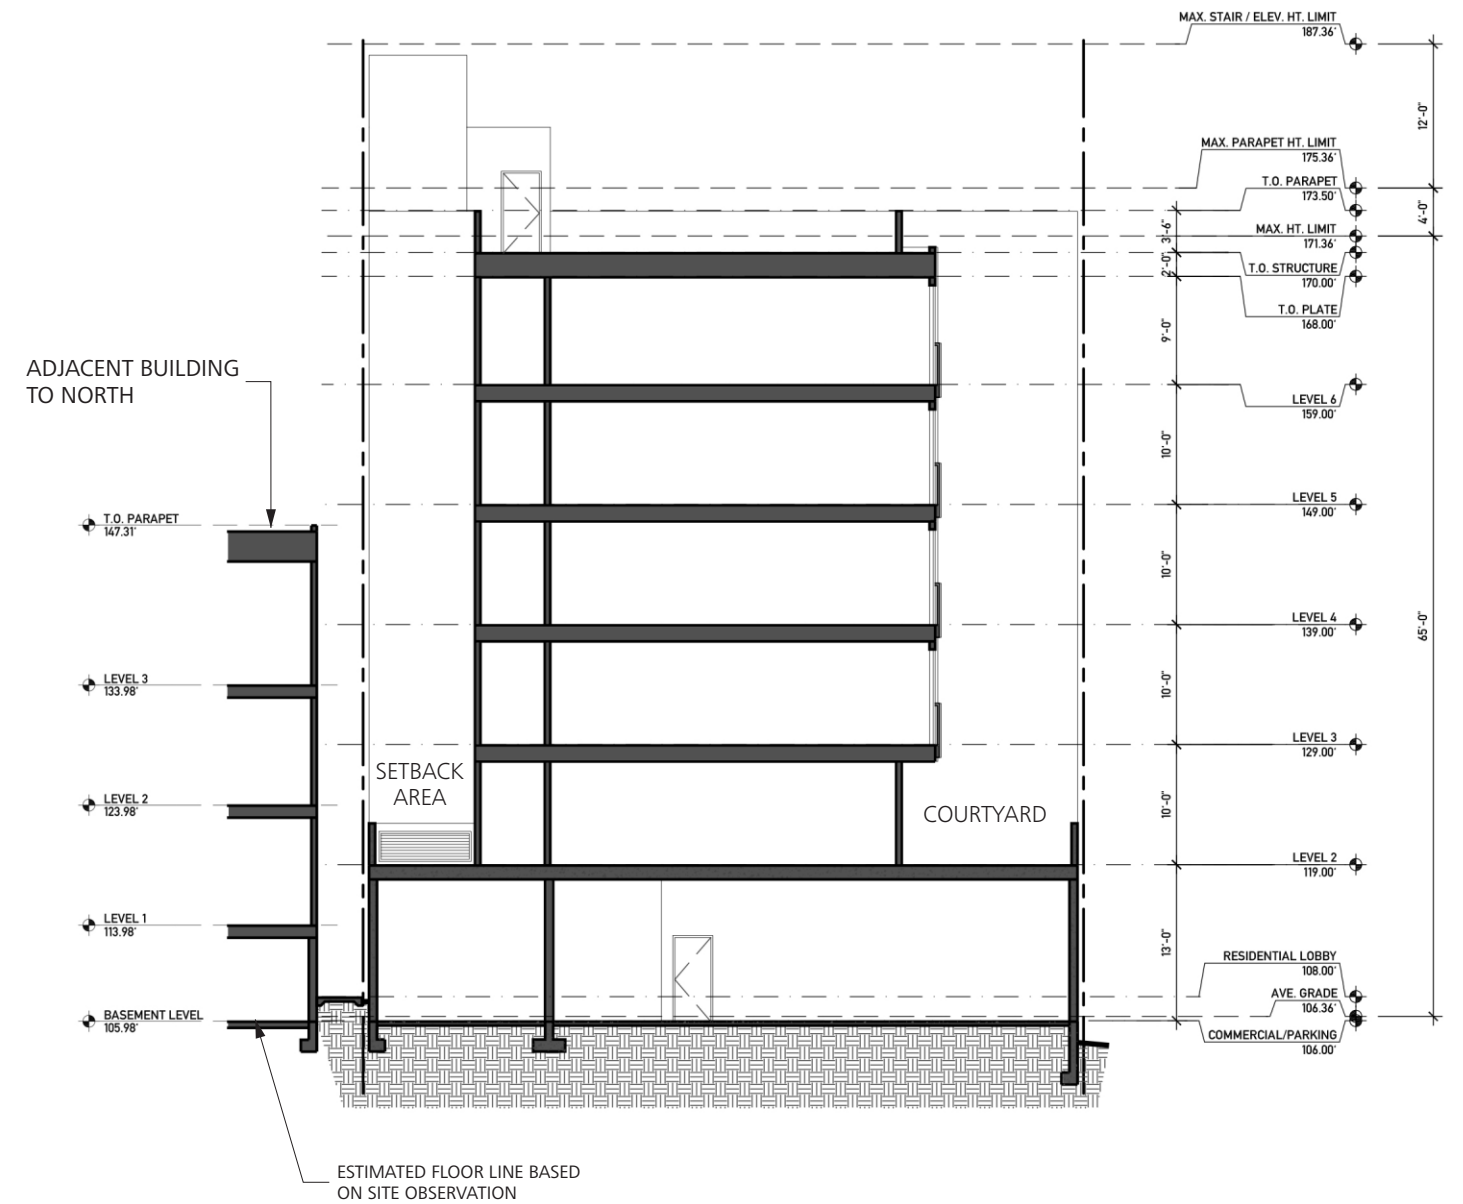 MAX. STAIR / ELEV. HT. LIMIT
187.36'
12'-0"
MAX. PARAPET HT. LIMIT
175.36'
T.O. PARAPET
173.50'
4'-0"
3'-6"
MAX. HT. LIMIT
171.36'
2'-0"
T.O. STRUCTURE
170.00'
T.O. PLATE
168.00'
9'-0"
ADJACENT BUILDING
TO NORTH
LEVEL 6
159.00'
10'-0"
LEVEL 5
149.00'
T.O. PARAPET
147.31'
10'-0"
LEVEL 4
139.00'
65'-0"
LEVEL 3
133.98'
10'-0"
LEVEL 3
129.00'
SETBACK
AREA
LEVEL 2
123.98'
10'-0"
COURTYARD
LEVEL 2
119.00'
LEVEL 1
113.98'
13'-0"
RESIDENTIAL LOBBY
108.00'
AVE. GRADE
106.36'
BASEMENT LEVEL
105.98'
COMMERCIAL/PARKING
106.00'
ESTIMATED FLOOR LINE BASED
ON SITE OBSERVATION